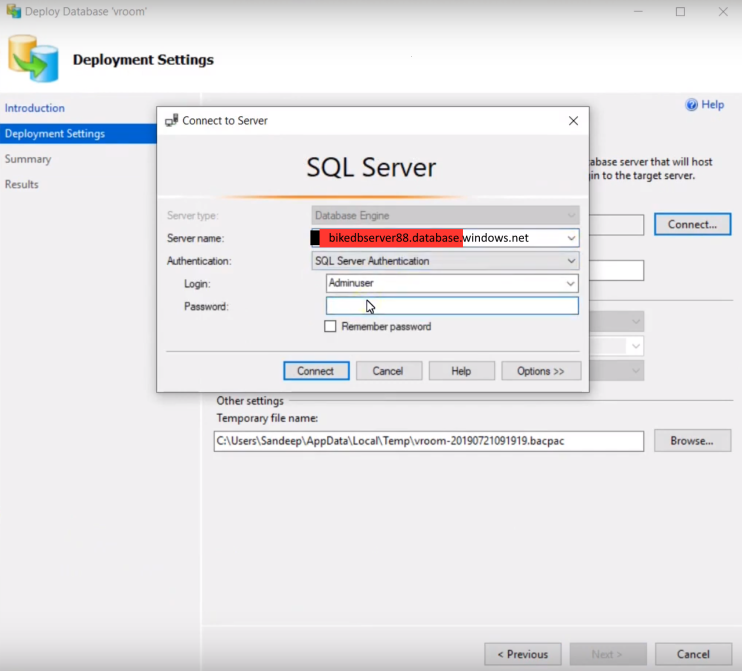 Deploy Database 'vroom'
Deployment Settings
Help
Introduction
Deployment Settings
Summary
Results
abase server that will host
in to the target server.
Connect...
Connect to Server
SQL Server
Server type:
Database Engine
Server name:
bikedbserver88.database.windows.net
Authentication:
SQL Server Authentication
Login:
Adminuser
Password:
Remember password
Connect
Cancel
Help
Options >>
Other settings
Temporary file name:
C:\Users\Sandeep\AppData\Local\Temp\vroom-20190721091919.bacpac
Browse...
< Previous
Next >
Cancel